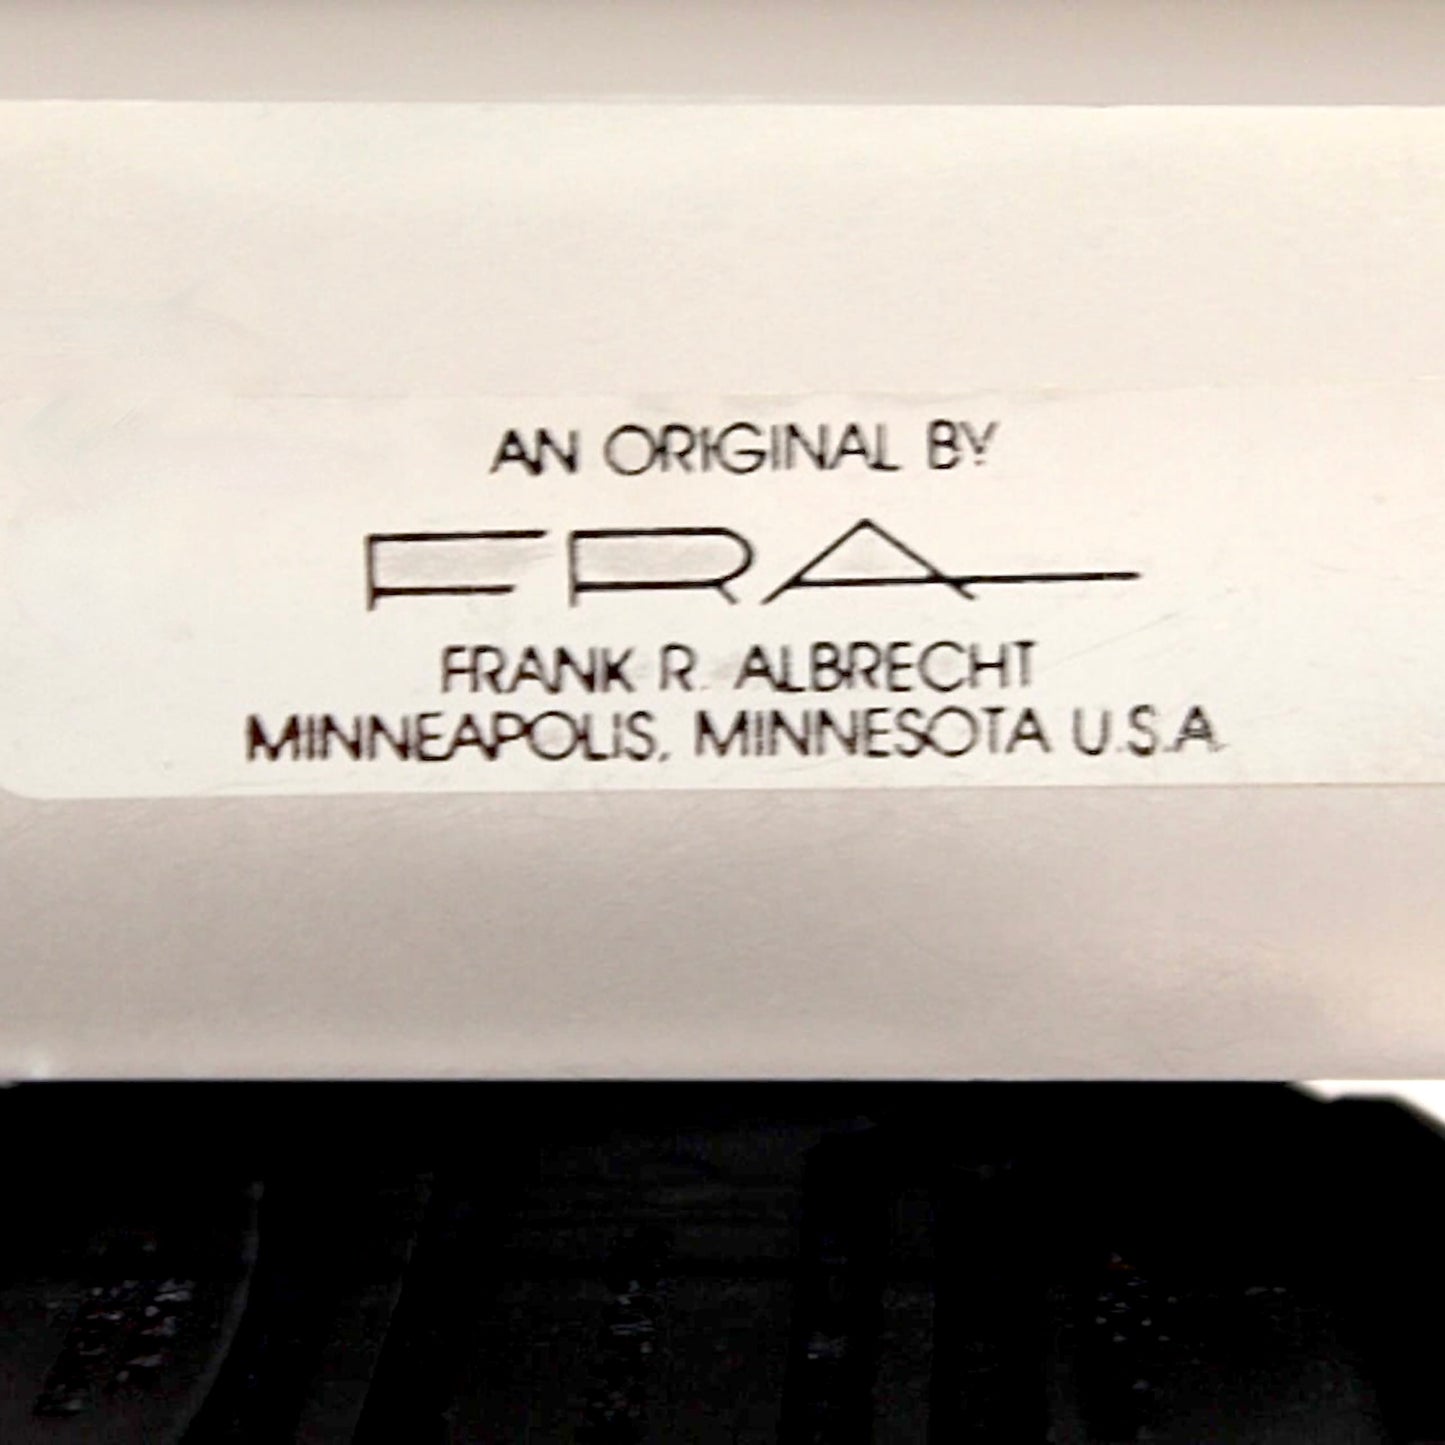 AN ORIGINAL BY
FRA
FRANK R. ALBRECHT
MINNEAPOLIS, MINNESOTA U.S.A.